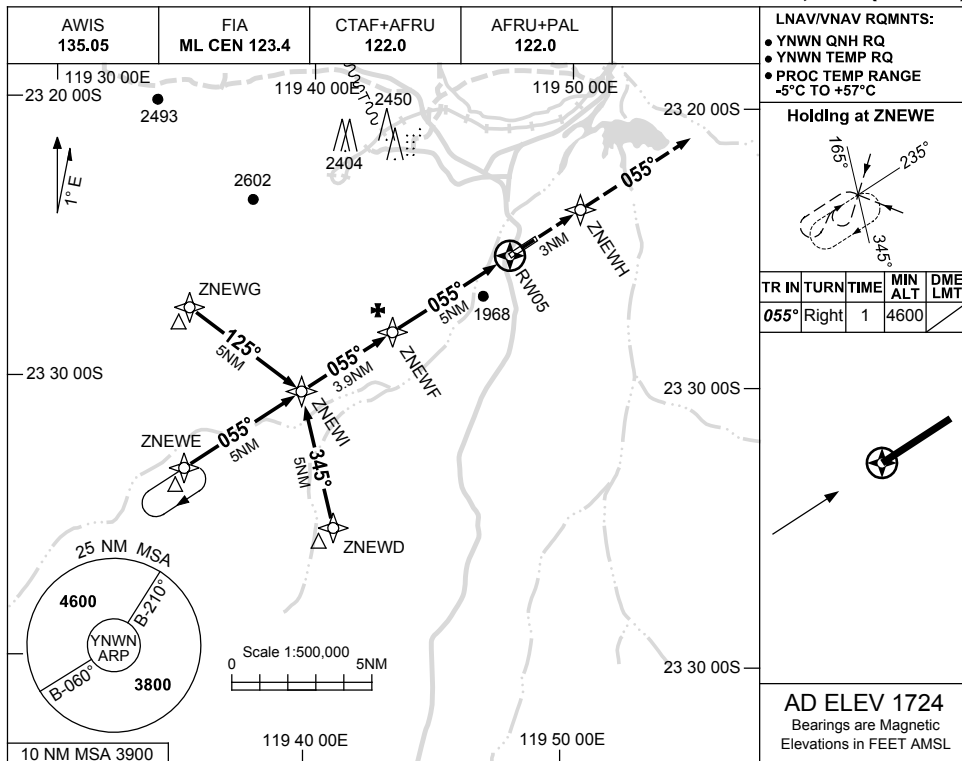 AWIS
135.05
FIA
ML CEN 123.4
CTAF+AFRU
122.0
AFRU+PAL
122.0
LNAV/VNAV RQMNTS:
● YNWN QNH RQ
● YNWN TEMP RQ
● PROC TEMP RANGE
-5°C TO +57°C
119 30 00E
119 40 00E
119 50 00E
23 20 00S
23 20 00S
2493
2450
2404
2602
1° E
Holding at ZNEWE
165°
235°
345°
TR IN TURN TIME MIN ALT DME LMT
055° Right 1 4600
055°
ZNEWH
3NM
RW05
ZNEWG
055°
5NM
1968
125°
5NM
055°
3.9NM
ZNEWF
23 30 00S
23 30 00S
ZNEWI
ZNEWE
055°
5NM
345°
5NM
ZNEWD
25 NM MSA
4600
B-210°
YNWN
ARP
B-060°
3800
Scale 1:500,000
0 5NM
23 30 00S
119 40 00E
119 50 00E
10 NM MSA 3900
AD ELEV 1724
Bearings are Magnetic
Elevations in FEET AMSL